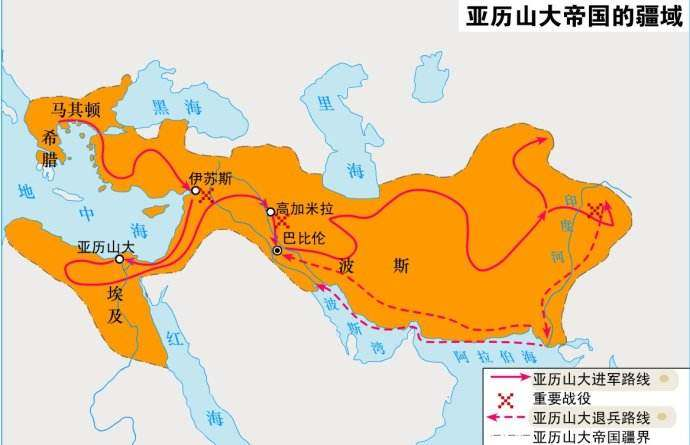 亚历山大帝国的疆域
马其顿
黑海
希腊
里海
地中海
伊苏斯
高加米拉
巴比伦
亚历山大
埃及
波斯
印度河
红海
波斯湾
阿拉伯海
亚历山大进军路线
重要战役
亚历山大退兵路线
亚历山大帝国疆界